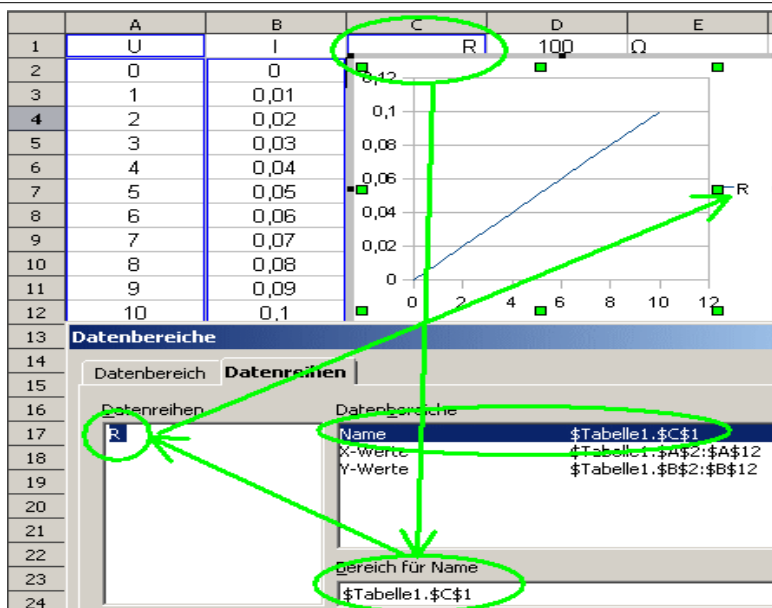 A B C D E
1 U I R 100 Ω
2 0 0
3 1 0,01
4 2 0,02
5 3 0,03
6 4 0,04
7 5 0,05
8 6 0,06
9 7 0,07
10 8 0,08
11 9 0,09
12 10 0,1
0,12
0,1
0,08
0,06
0,04
0,02
0
0 2 4 6 8 10 12
R
13 Datenbereiche
14
Datenbereich Datenreihen
15
16 Datenreihen Datenbereiche
17 R Name $Tabelle1.$C$1
18 X-Werte $Tabelle1.$A$2:$A$12
19 Y-Werte $Tabelle1.$B$2:$B$12
20
21
22
Bereich für Name
23
24 $Tabelle1.$C$1